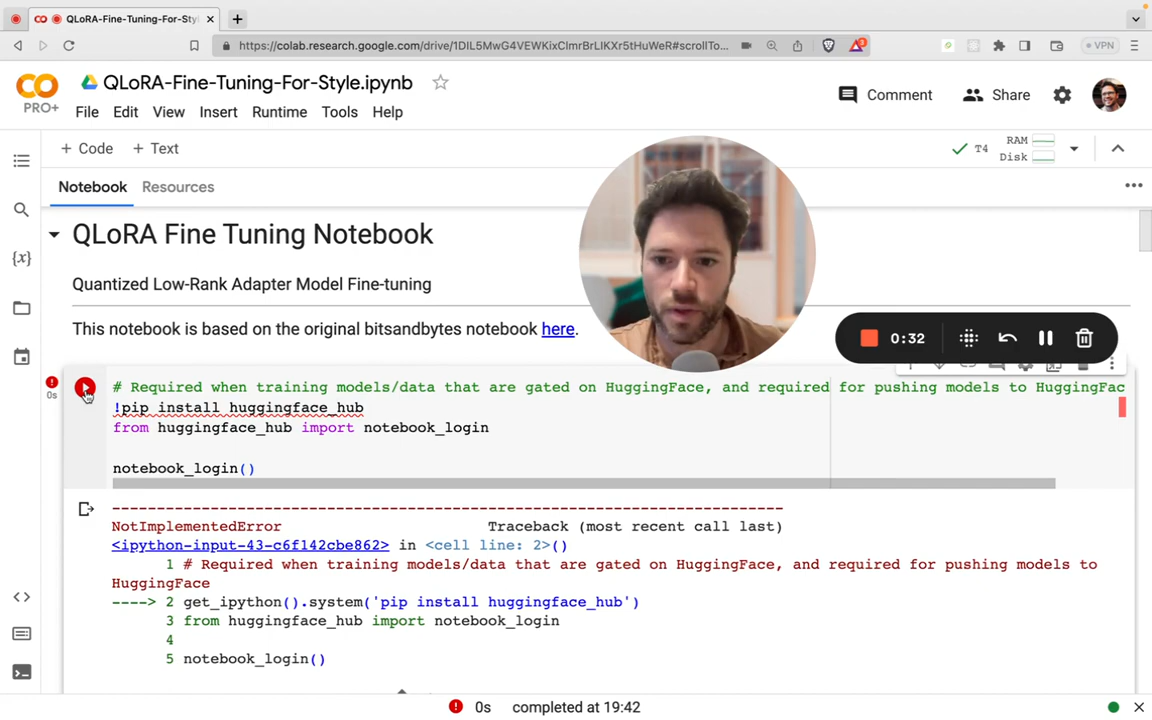 QLoRA-Fine-Tuning-For-Sty
https://colab.research.google.com/drive/1DIL5MwG4VEWKixClmrBrLIKXr5tHuWeR#scrollTo...
3
VPN
CO
PRO+
QLoRA-Fine-Tuning-For-Style.ipynb
File Edit View Insert Runtime Tools Help
Comment
Share
+ Code + Text
T4
RAM
Disk
Notebook Resources
QLoRA Fine Tuning Notebook
Quantized Low-Rank Adapter Model Fine-tuning
This notebook is based on the original bitsandbytes notebook here.
0:32
0s
# Required when training models/data that are gated on HuggingFace, and required for pushing models to HuggingFac
!pip install huggingface_hub
from huggingface_hub import notebook_login
notebook_login()
---------------------------------------------------------------------------
NotImplementedError Traceback (most recent call last)
<ipython-input-43-c6f142cbe862> in <cell line: 2>()
1 # Required when training models/data that are gated on HuggingFace, and required for pushing models to
HuggingFace
----> 2 get_ipython().system('pip install huggingface_hub')
3 from huggingface_hub import notebook_login
4
5 notebook_login()
0s completed at 19:42